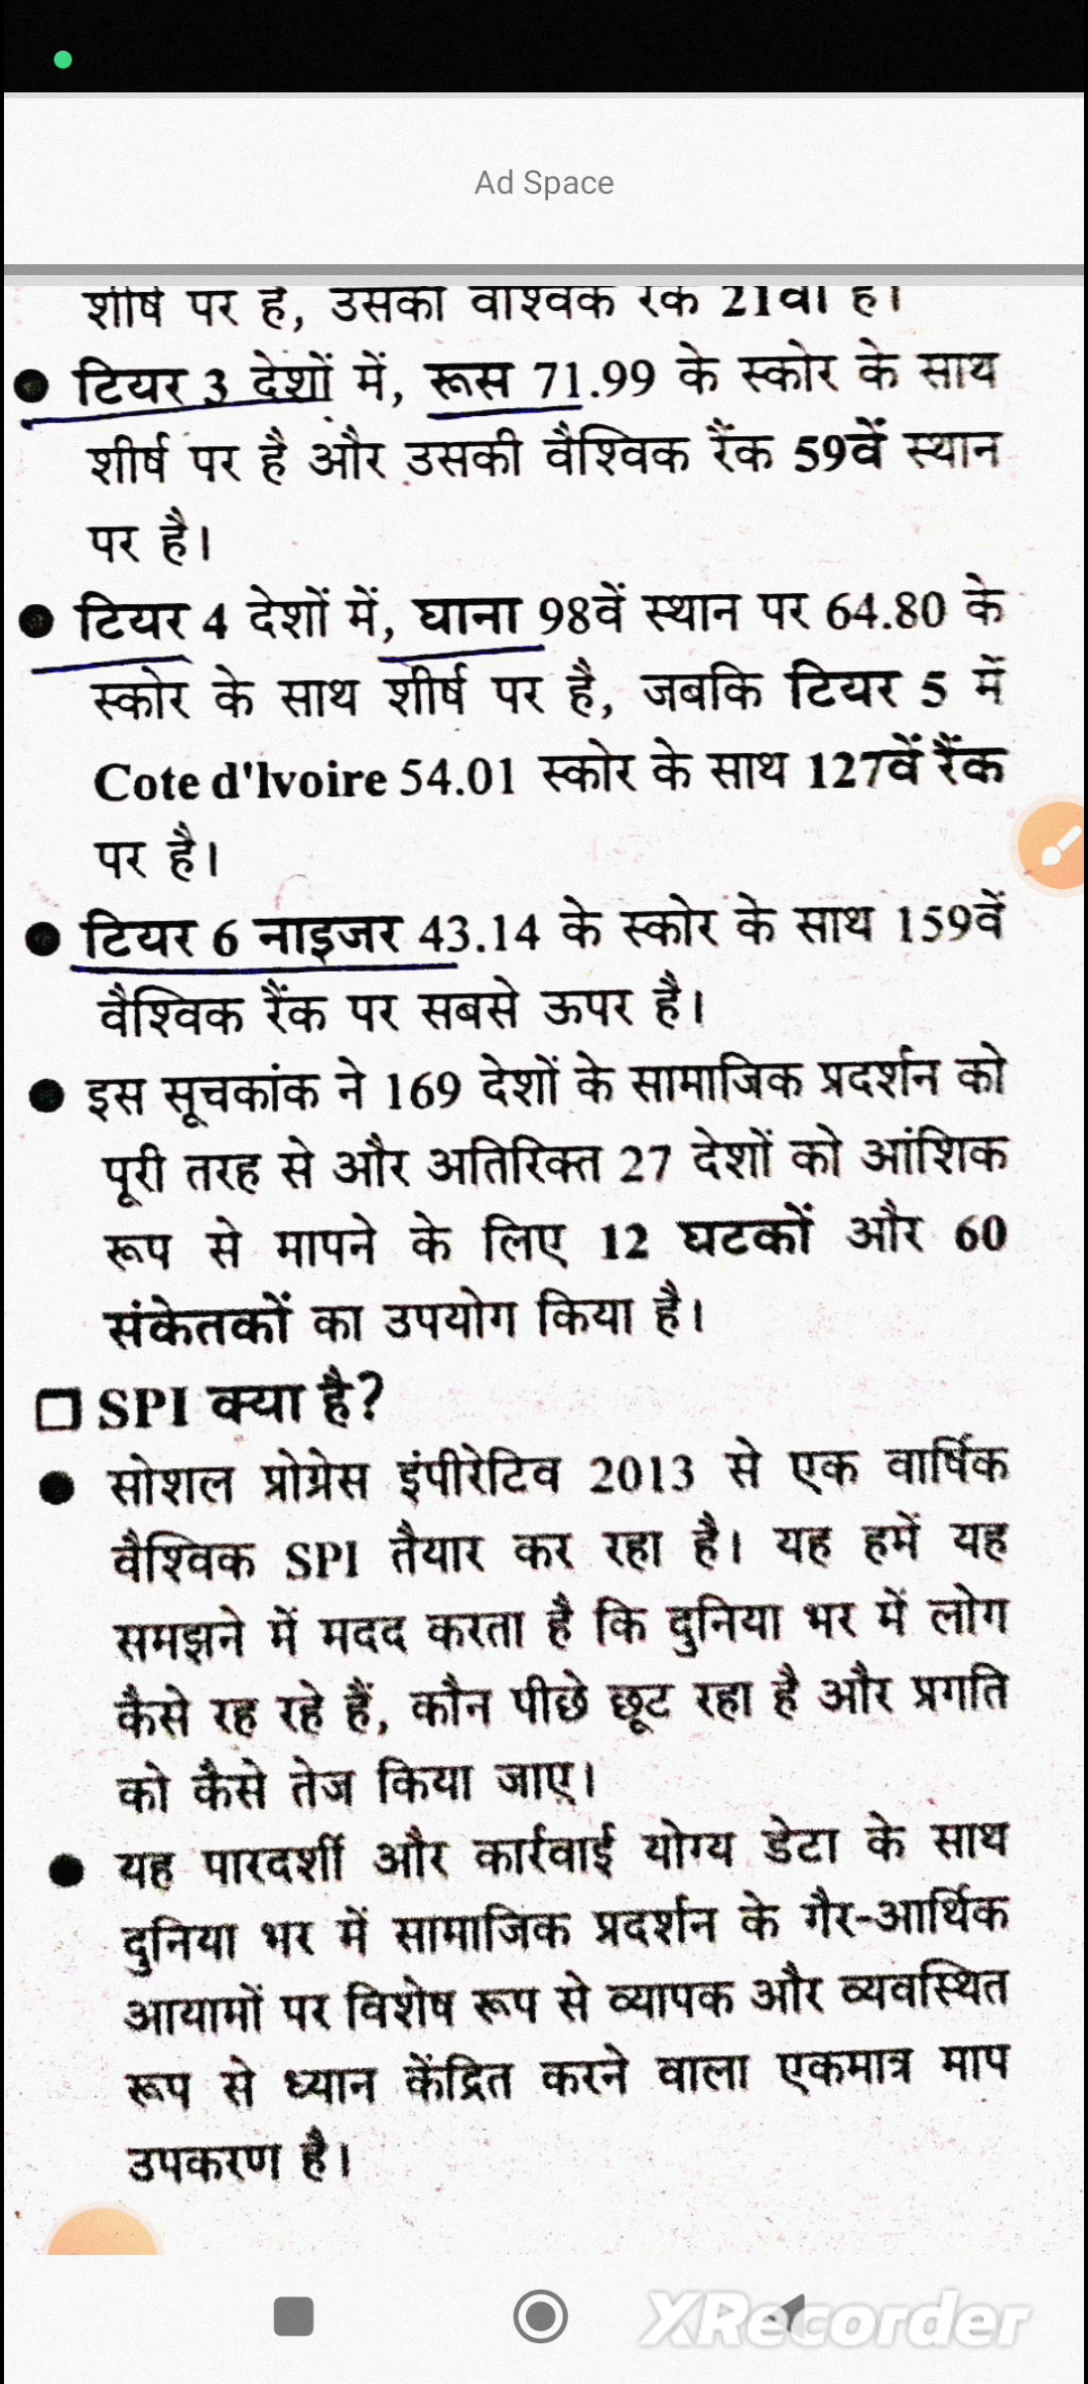 Ad Space
शीर्ष पर है, उसका वैश्विक रैंक 21वां है।
● टियर 3 देशों में, रूस 71.99 के स्कोर के साथ
शीर्ष पर है और उसकी वैश्विक रैंक 59वें स्थान
पर है।
● टियर 4 देशों में, घाना 98वें स्थान पर 64.80 के
स्कोर के साथ शीर्ष पर है, जबकि टियर 5 में
Cote d'lvoire 54.01 स्कोर के साथ 127वें रैंक
पर है।
● टियर 6 नाइजर 43.14 के स्कोर के साथ 159वें
वैश्विक रैंक पर सबसे ऊपर है।
● इस सूचकांक ने 169 देशों के सामाजिक प्रदर्शन को
पूरी तरह से और अतिरिक्त 27 देशों को आंशिक
रूप से मापने के लिए 12 घटकों और 60
संकेतकों का उपयोग किया है।
□ SPI क्या है?
● सोशल प्रोग्रेस इंपीरेटिव 2013 से एक वार्षिक
वैश्विक SPI तैयार कर रहा है। यह हमें यह
समझने में मदद करता है कि दुनिया भर में लोग
कैसे रह रहे हैं, कौन पीछे छूट रहा है और प्रगति
को कैसे तेज किया जाए।
● यह पारदर्शी और कार्रवाई योग्य डेटा के साथ
दुनिया भर में सामाजिक प्रदर्शन के गैर-आर्थिक
आयामों पर विशेष रूप से व्यापक और व्यवस्थित
रूप से ध्यान केंद्रित करने वाला एकमात्र माप
उपकरण है।
XRecorder